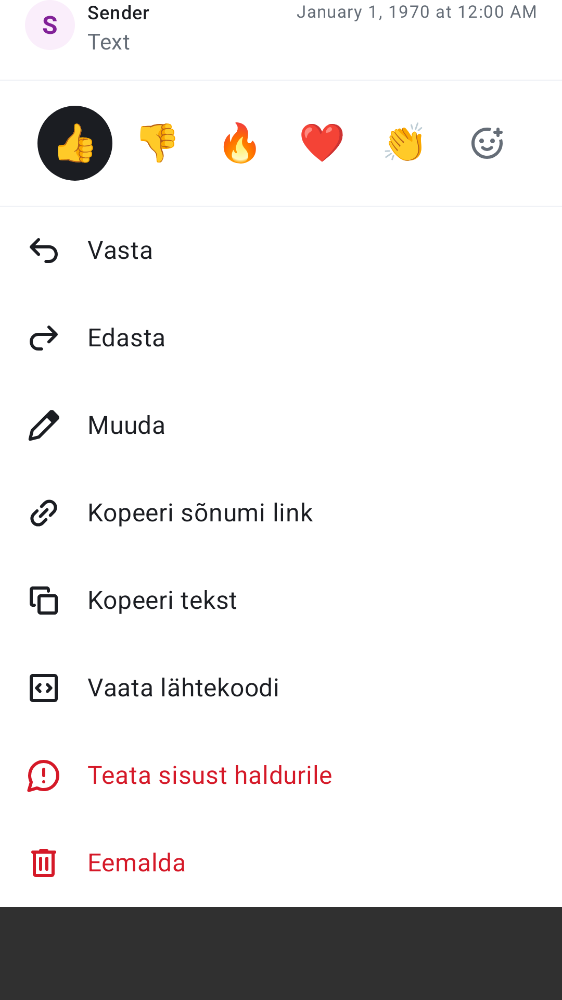 S
Sender
January 1, 1970 at 12:00 AM
Text
Vasta
Edasta
Muuda
Kopeeri sõnumi link
Kopeeri tekst
Vaata lähtekoodi
Teata sisust haldurile
Eemalda